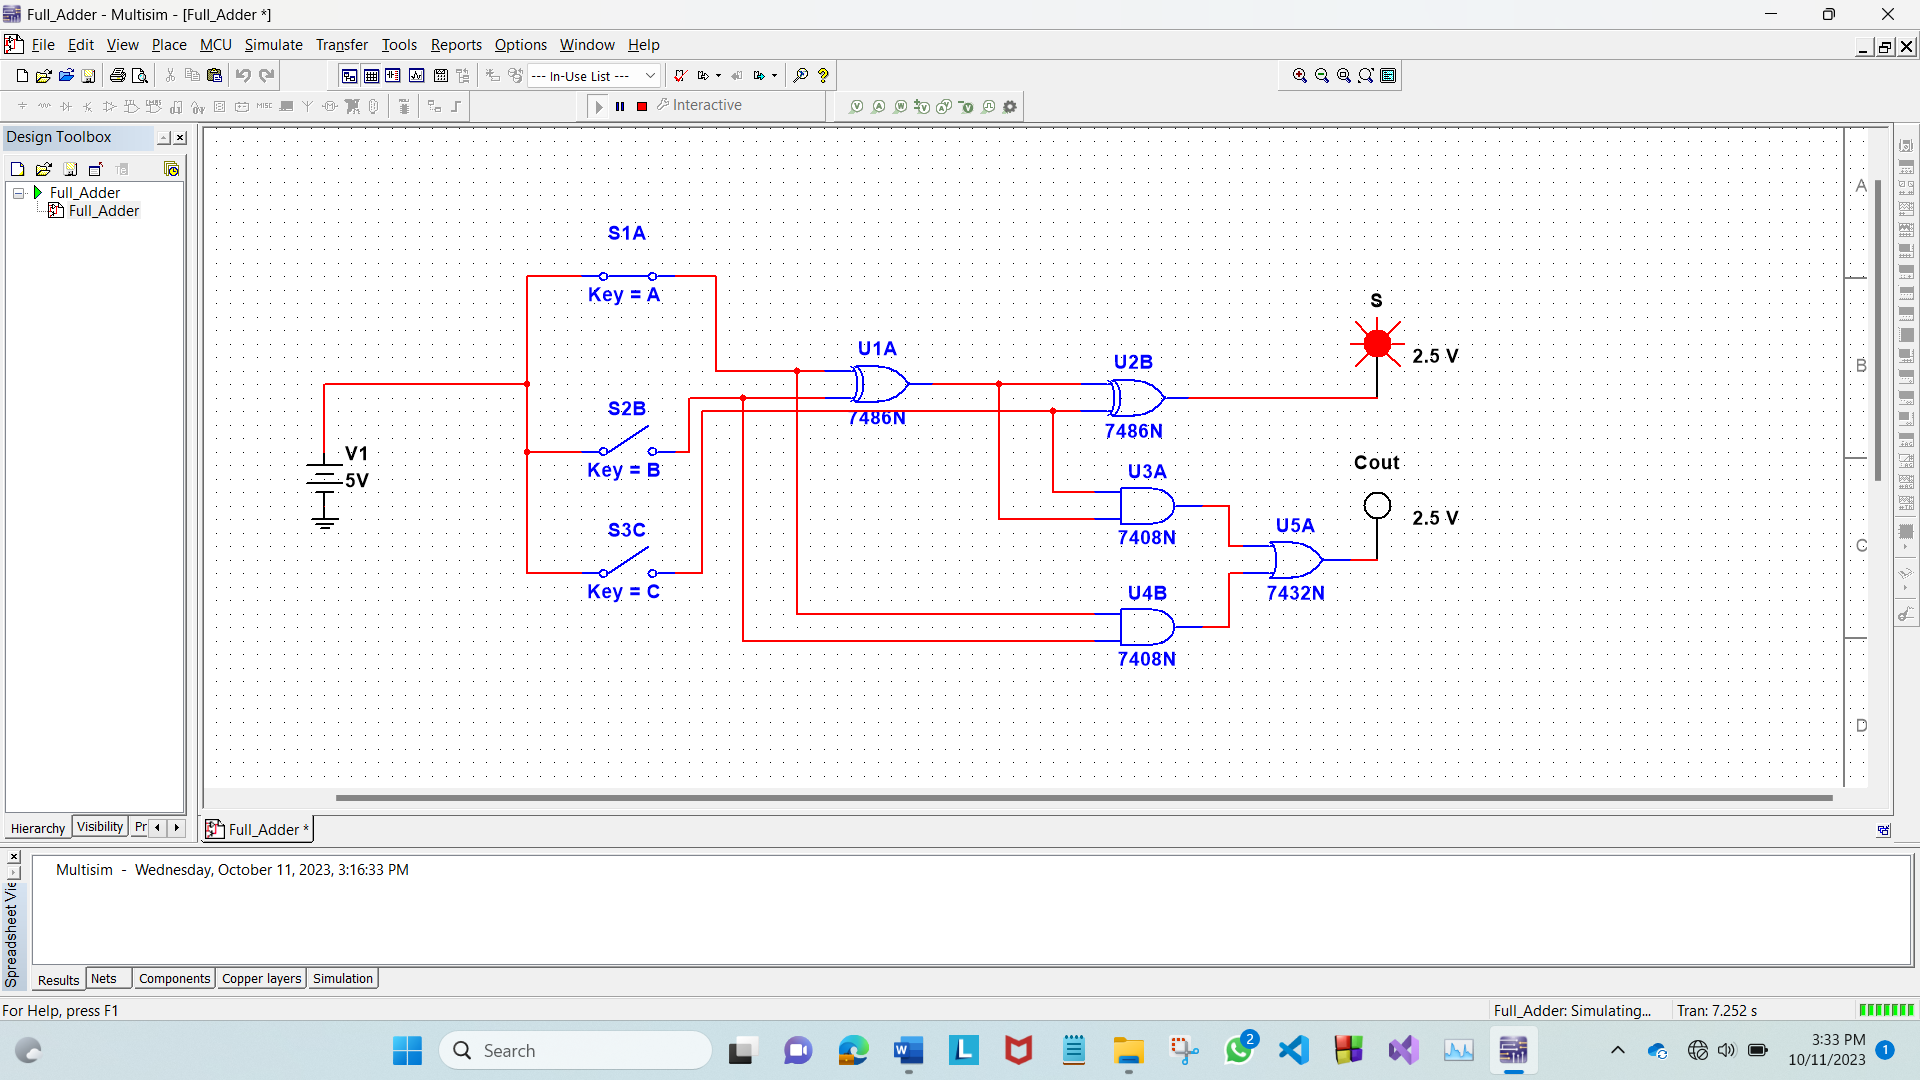 Full_Adder - Multisim - [Full_Adder *]
File Edit View Place MCU Simulate Transfer Tools Reports Options Window Help
--- In-Use List ---
Interactive
Design Toolbox
Full_Adder
Full_Adder
S1A
Key = A
S2B
Key = B
S3C
Key = C
V1
5V
U1A
7486N
U2B
7486N
U3A
7408N
U4B
7408N
U5A
7432N
S
2.5 V
Cout
2.5 V
A
B
C
D
Hierarchy Visibility Pr
Full_Adder *
Multisim - Wednesday, October 11, 2023, 3:16:33 PM
Spreadsheet Vie
Results Nets Components Copper layers Simulation
For Help, press F1
Full_Adder: Simulating... Tran: 7.252 s
Search
2
3:33 PM
10/11/2023
1